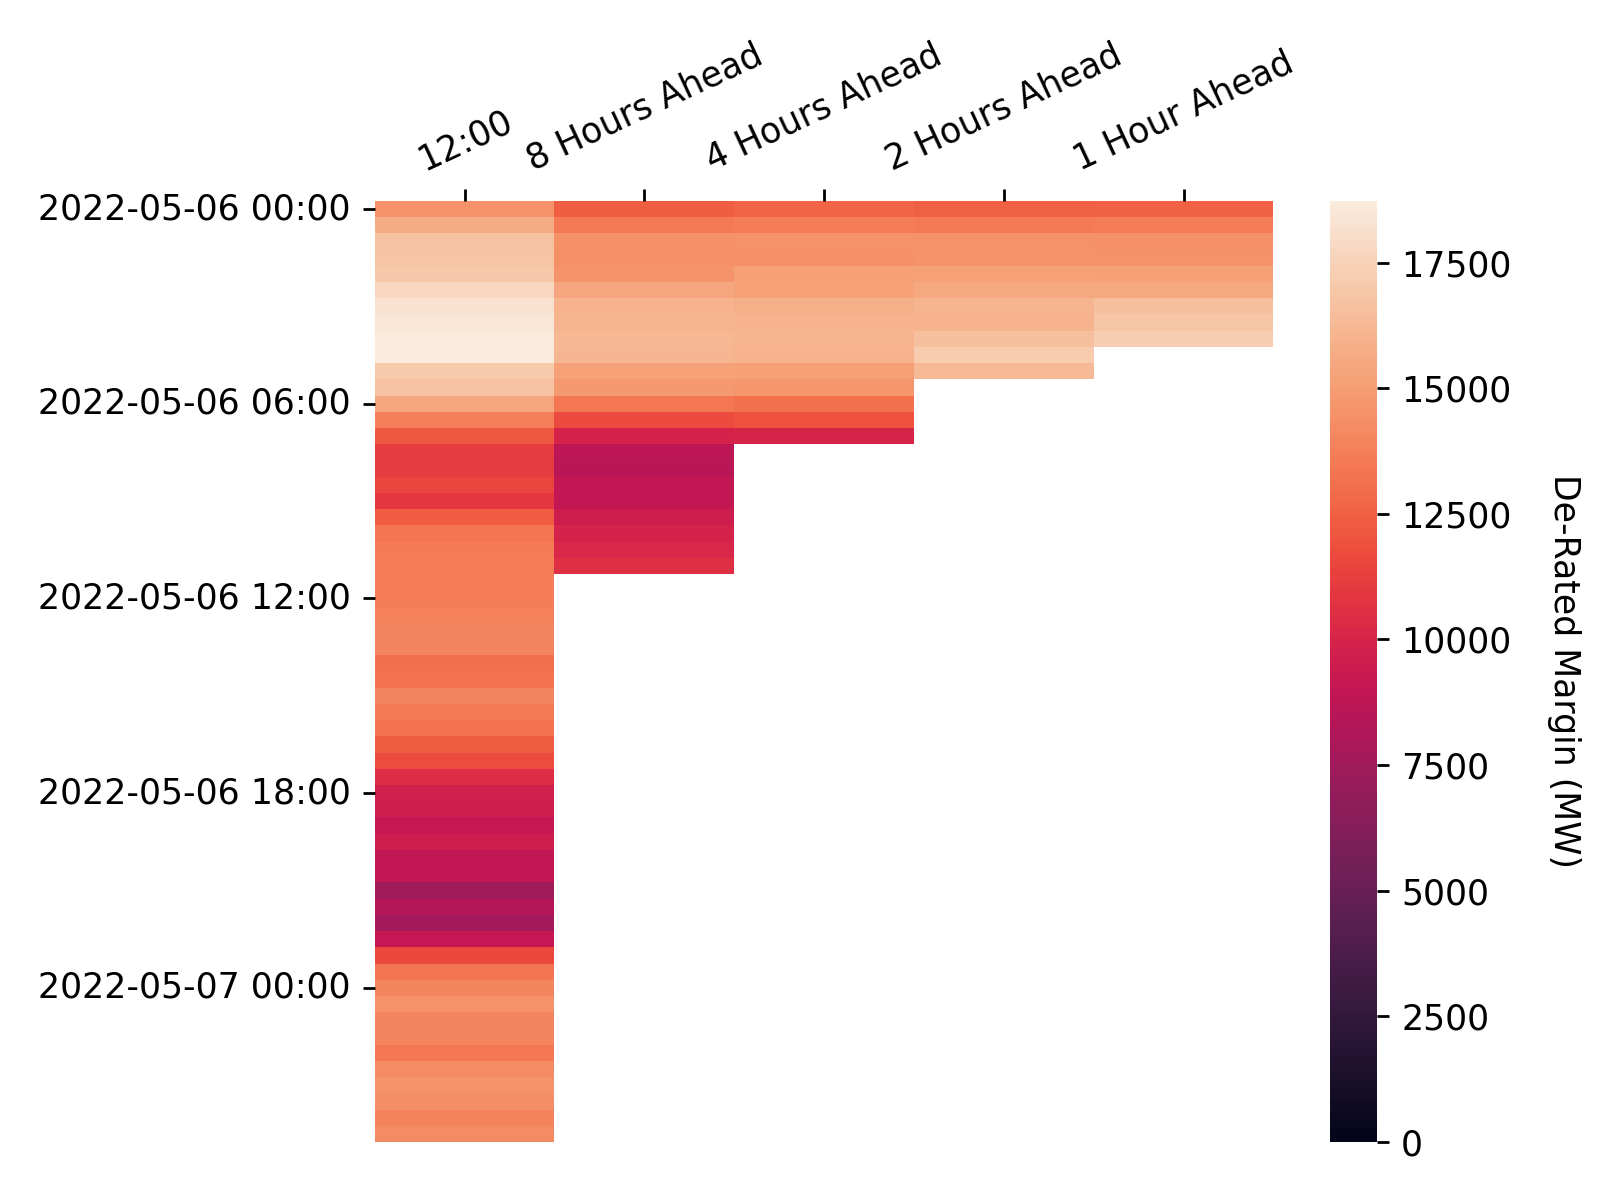 12:00
8 Hours Ahead
4 Hours Ahead
2 Hours Ahead
1 Hour Ahead
2022-05-06 00:00
2022-05-06 06:00
2022-05-06 12:00
2022-05-06 18:00
2022-05-07 00:00
17500
15000
12500
10000
7500
5000
2500
0
De-Rated Margin (MW)